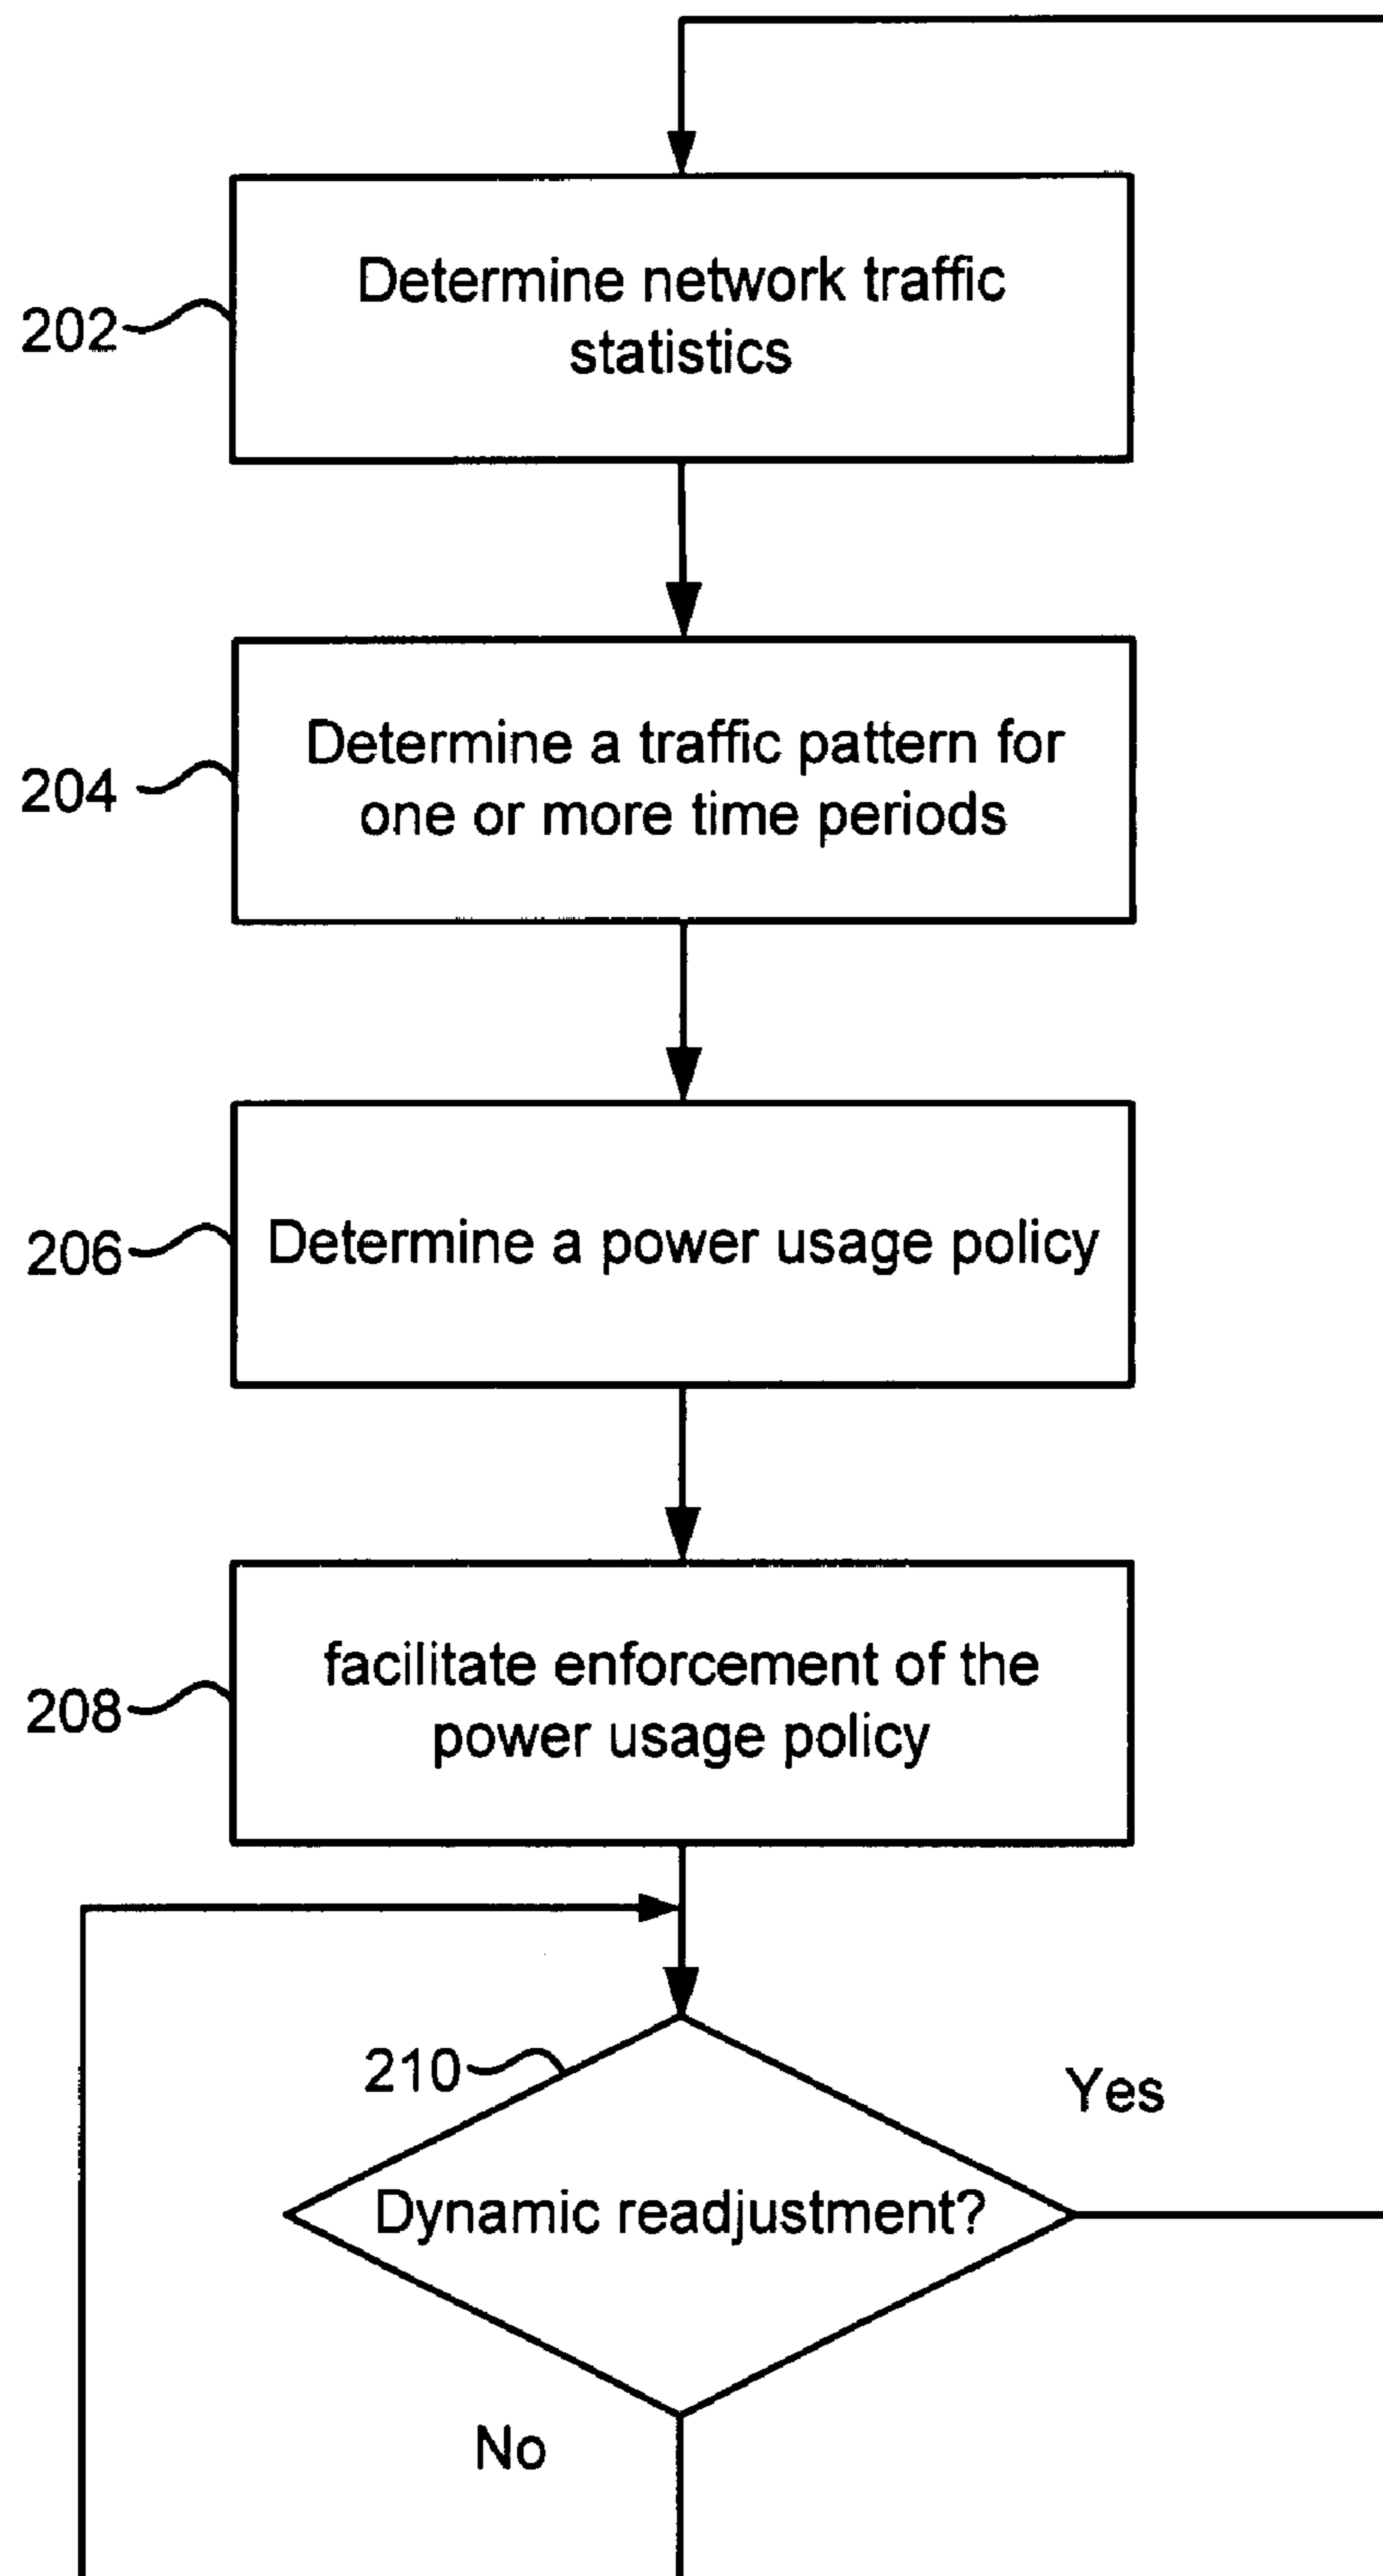 Determine network traffic
statistics
202
Determine a traffic pattern for
one or more time periods
204
Determine a power usage policy
206
facilitate enforcement of the
power usage policy
208
210
Yes
Dynamic readjustment?
No